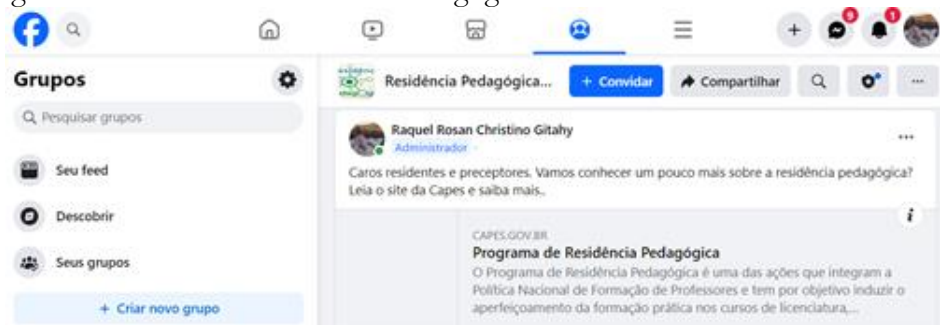 9
1
Grupos
Residência Pedagógica...
+ Convidar
Compartilhar
Pesquisar grupos
Raquel Rosan Christino Gitahy
Administrador ·
Seu feed
Caros residentes e preceptores. Vamos conhecer um pouco mais sobre a residência pedagógica?
Leia o site da Capes e saiba mais..
Descobrir
Seus grupos
+ Criar novo grupo
CAPES.GOV.BR
Programa de Residência Pedagógica
O Programa de Residência Pedagógica é uma das ações que integram a
Política Nacional de Formação de Professores e tem por objetivo induzir o
aperfeiçoamento da formação prática nos cursos de licenciatura,...